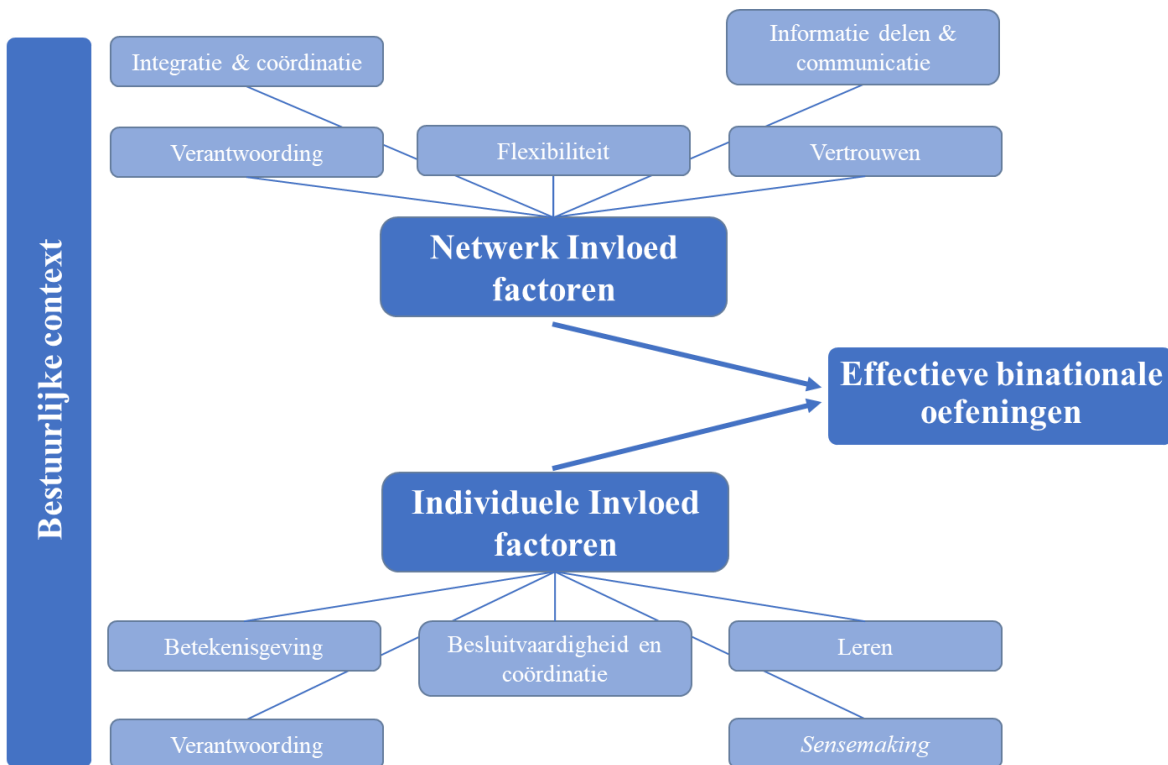 Bestuurlijke context
Integratie & coördinatie
Informatie delen &
communicatie
Verantwoording
Flexibiliteit
Vertrouwen
Netwerk Invloed
factoren
Effectieve binationale
oefeningen
Individuele Invloed
factoren
Betekenisgeving
Besluitvaardigheid en
coördinatie
Leren
Verantwoording
Sensemaking